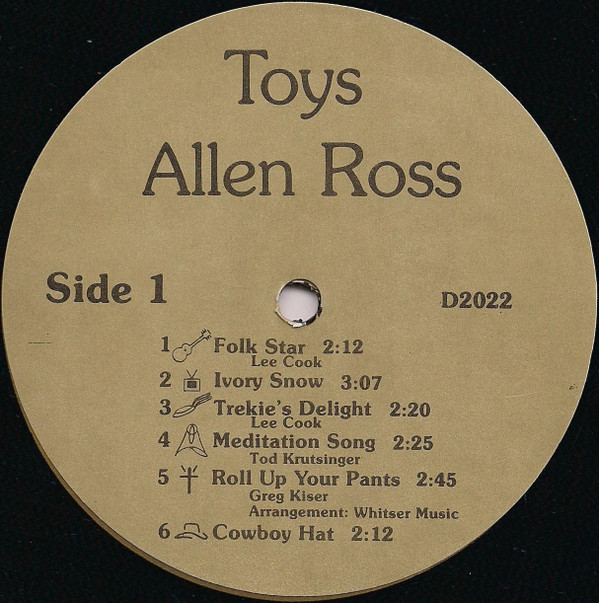 Toys
Allen Ross
Side 1
D2022
1 Folk Star 2:12
Lee Cook
2 Ivory Snow 3:07
3 Trekie's Delight 2:20
Lee Cook
4 Meditation Song 2:25
Tod Krutsinger
5 Roll Up Your Pants 2:45
Greg Kiser
Arrangement: Whitser Music
6 Cowboy Hat 2:12